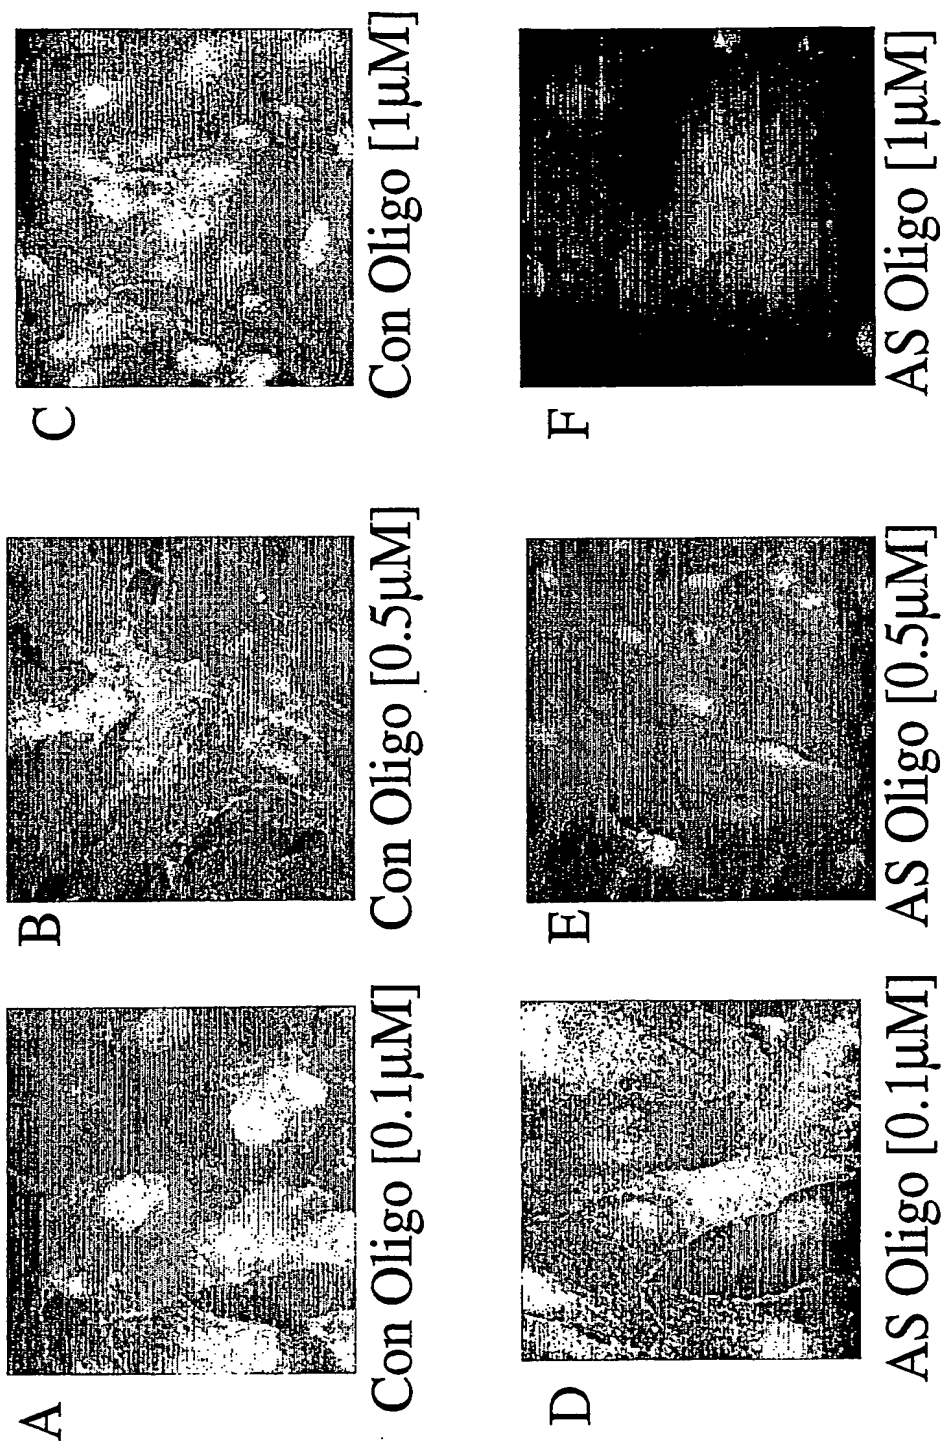 A
B
C
Con Oligo [0.1µM]
Con Oligo [0.5µM]
Con Oligo [1µM]
D
E
F
AS Oligo [0.1µM]
AS Oligo [0.5µM]
AS Oligo [1µM]